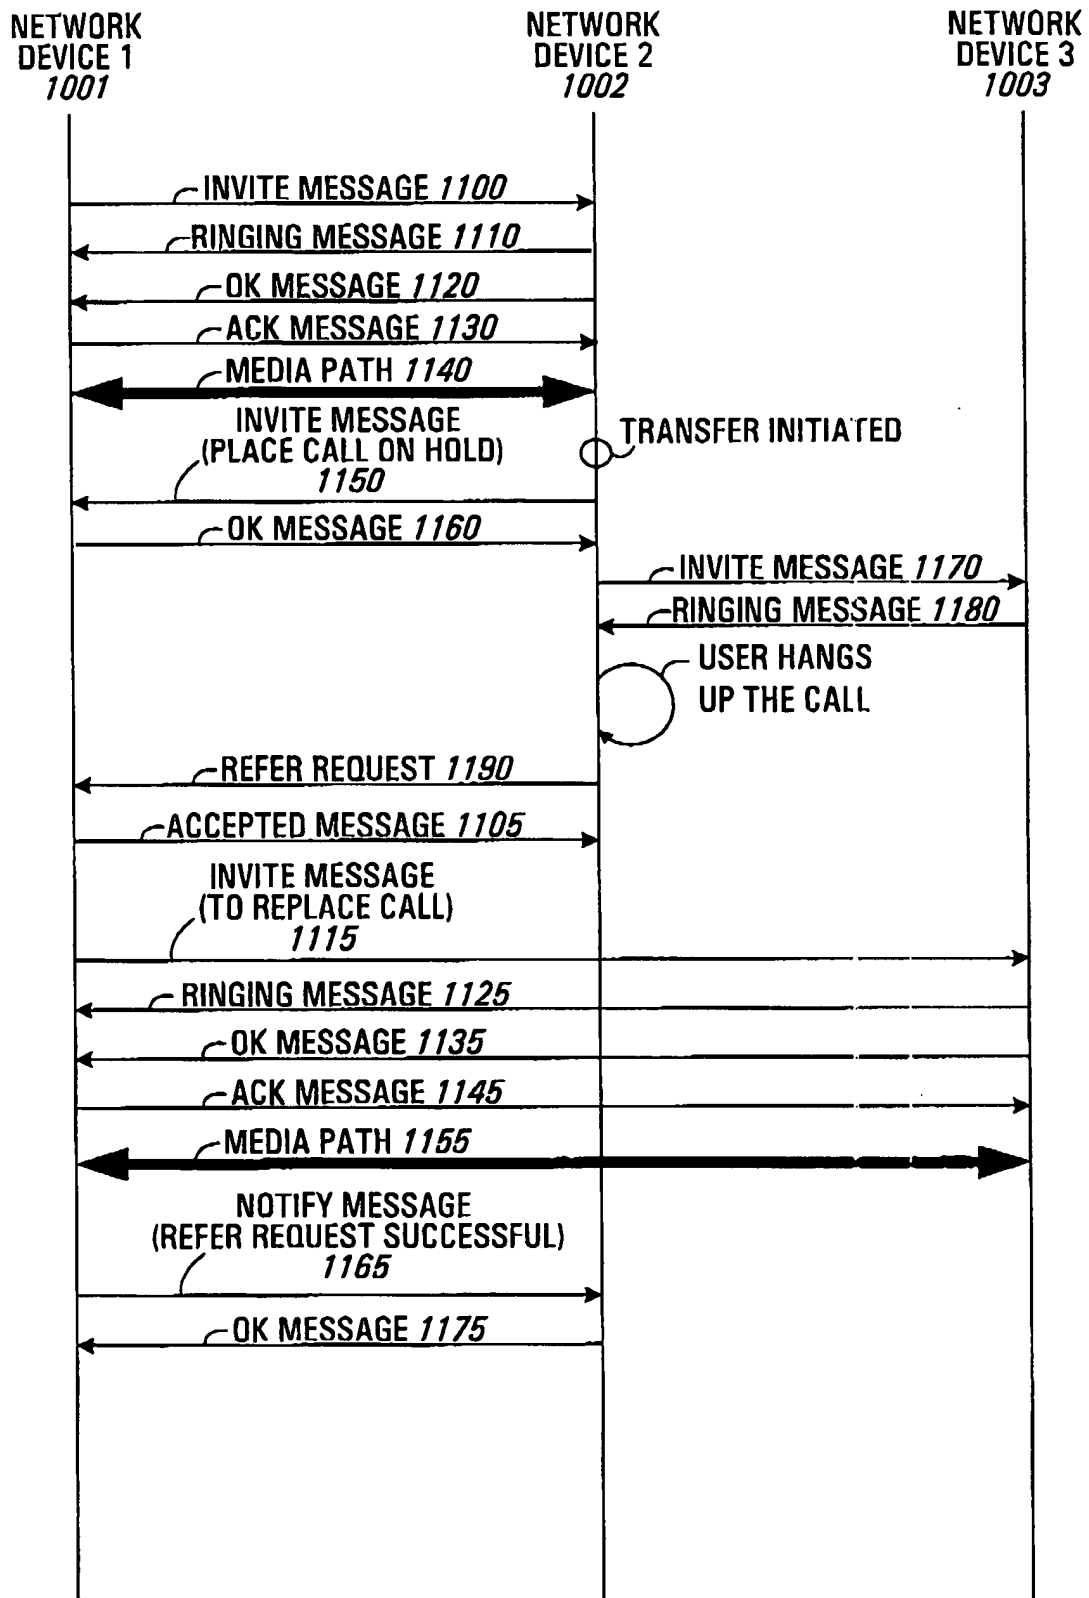 NETWORK
DEVICE 1
1001
NETWORK
DEVICE 2
1002
NETWORK
DEVICE 3
1003
INVITE MESSAGE 1100
RINGING MESSAGE 1110
OK MESSAGE 1120
ACK MESSAGE 1130
MEDIA PATH 1140
INVITE MESSAGE
(PLACE CALL ON HOLD)
1150
TRANSFER INITIATED
OK MESSAGE 1160
INVITE MESSAGE 1170
RINGING MESSAGE 1180
USER HANGS
UP THE CALL
REFER REQUEST 1190
ACCEPTED MESSAGE 1105
INVITE MESSAGE
(TO REPLACE CALL)
1115
RINGING MESSAGE 1125
OK MESSAGE 1135
ACK MESSAGE 1145
MEDIA PATH 1155
NOTIFY MESSAGE
(REFER REQUEST SUCCESSFUL)
1165
OK MESSAGE 1175